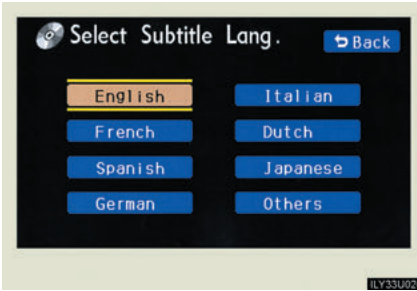 Select Subtitle Lang.
Back
English
Italian
French
Dutch
Spanish
Japanese
German
Others
ILY33U02